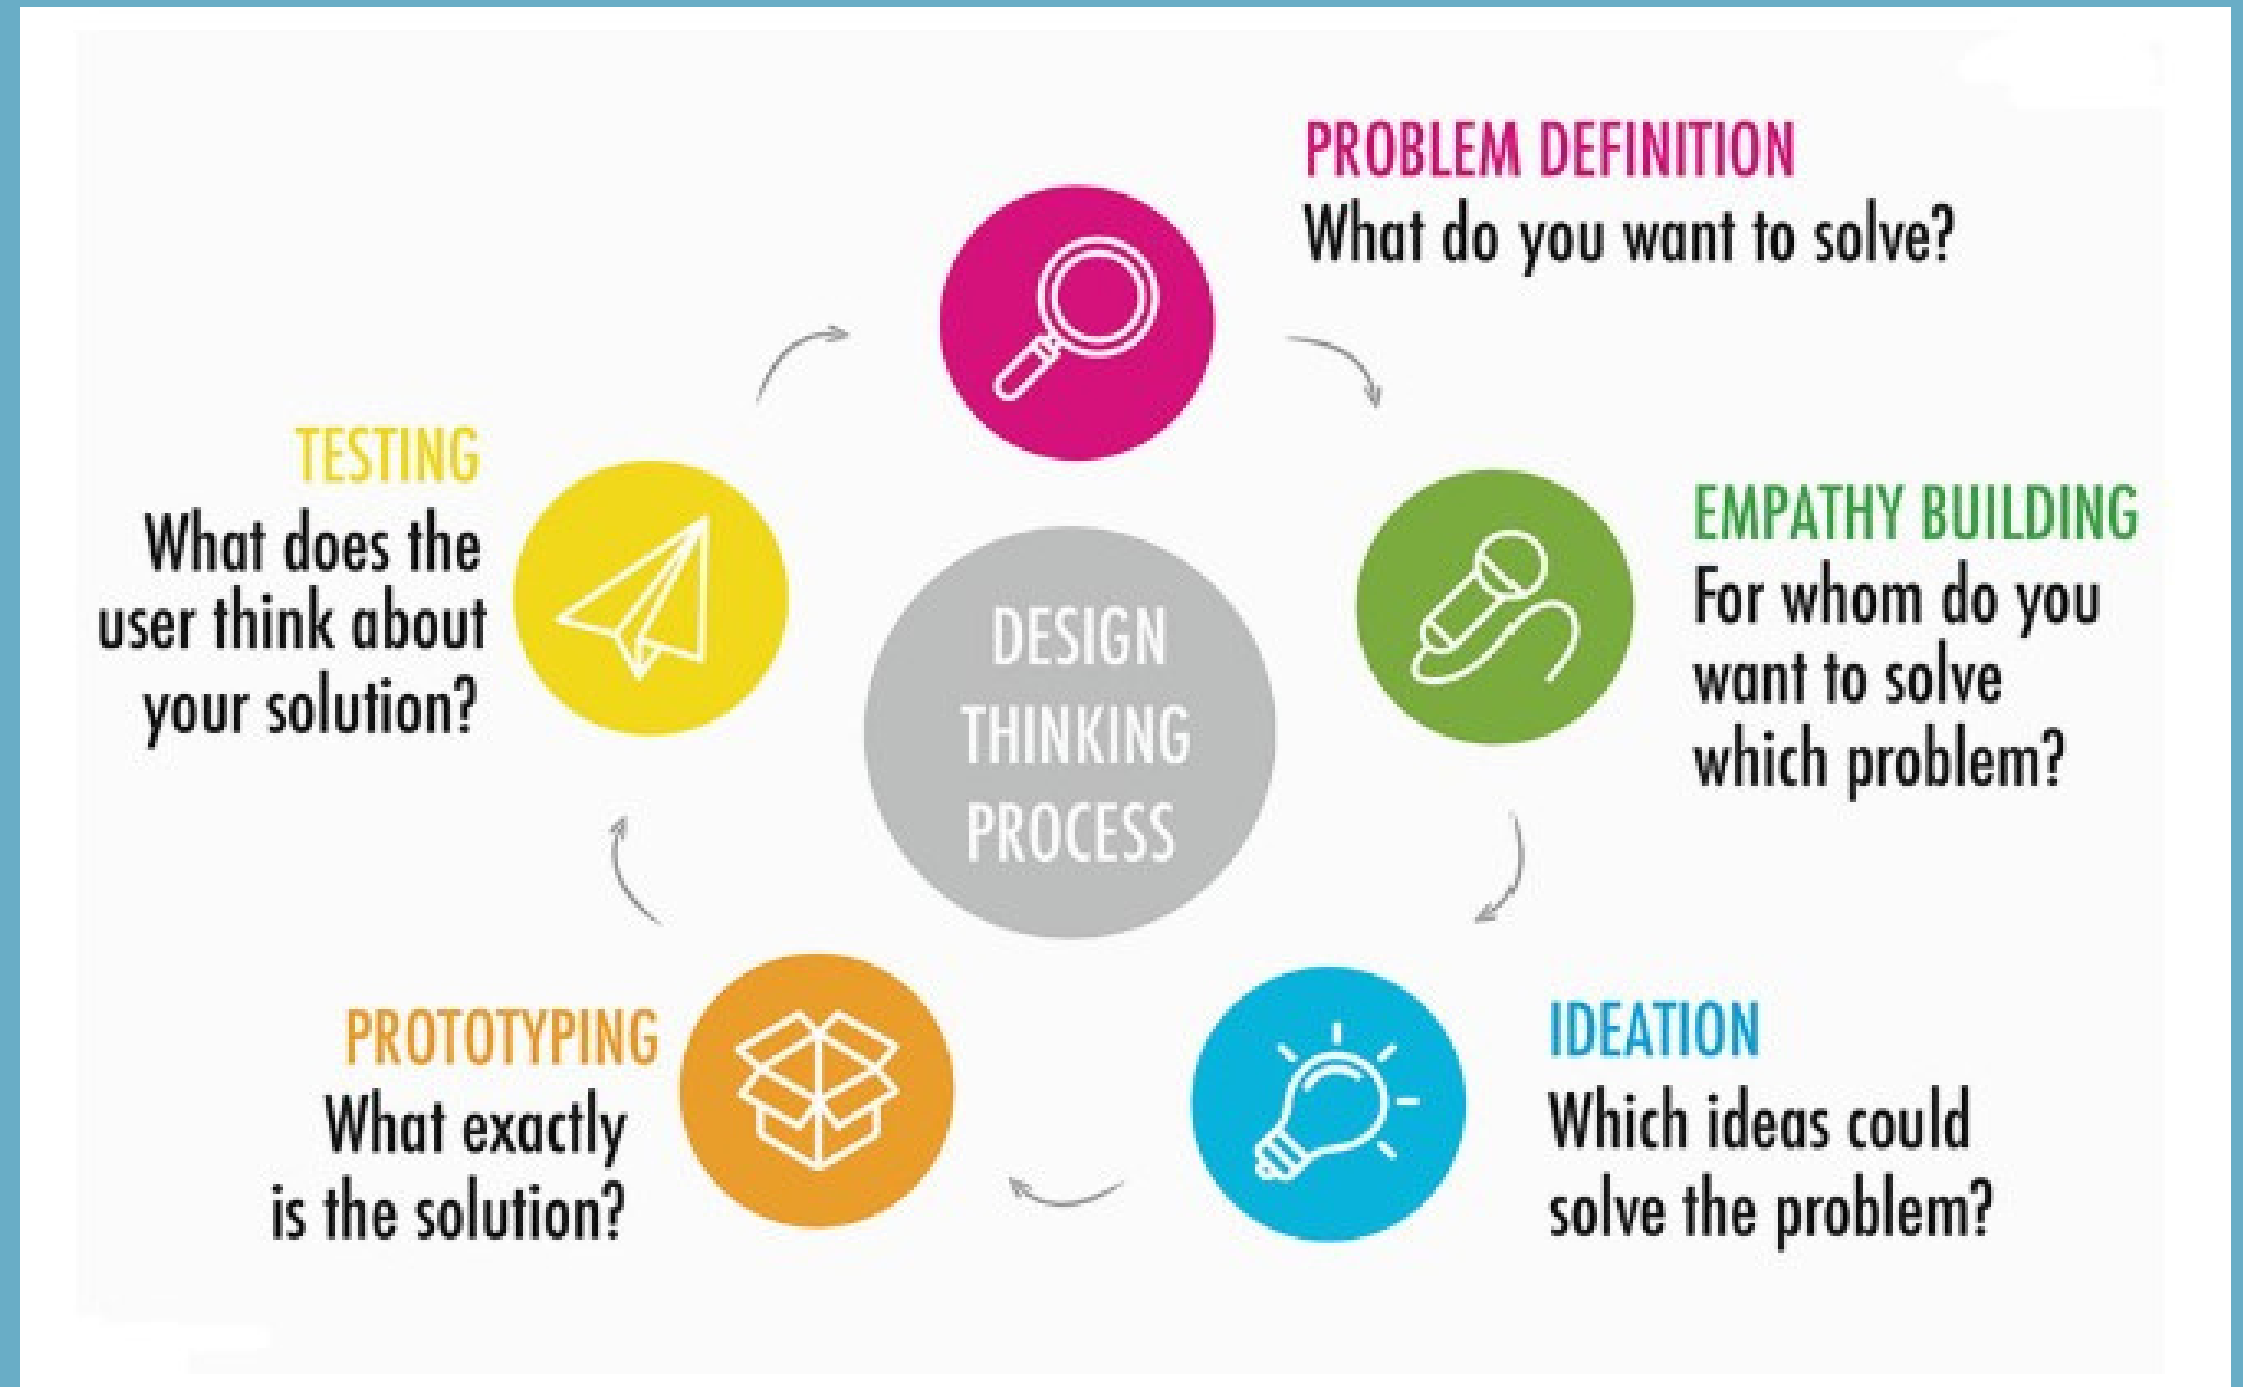 PROBLEM DEFINITION
What do you want to solve?
EMPATHY BUILDING
For whom do you
want to solve
which problem?
IDEATION
Which ideas could
solve the problem?
PROTOTYPING
What exactly
is the solution?
TESTING
What does the
user think about
your solution?
DESIGN
THINKING
PROCESS